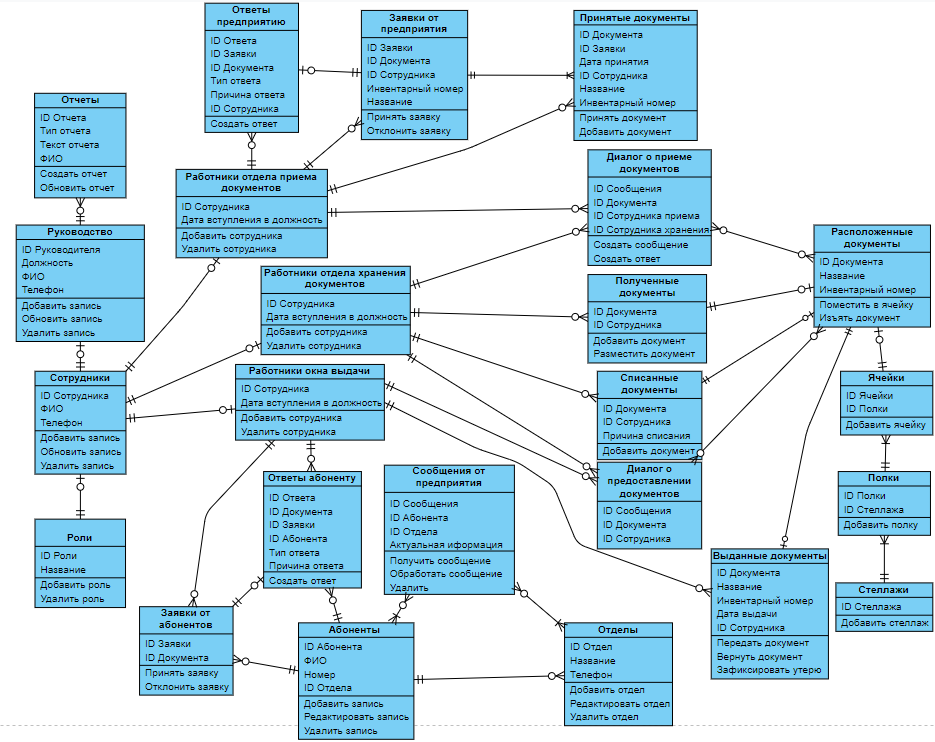 Ответы
предприятию
ID Ответа
ID Заявки
ID Документа
Тип ответа
Причина ответа
ID Сотрудника
Создать ответ
Заявки от
предприятия
ID Заявки
ID Документа
ID Сотрудника
Инвентарный номер
Название
Принять заявку
Отклонить заявку
Принятые документы
ID Документа
ID Заявки
Дата принятия
ID Сотрудника
Название
Инвентарный номер
Принять документ
Добавить документ
Отчеты
ID Отчета
Тип отчета
Текст отчета
ФИО
Создать отчет
Обновить отчет
Работники отдела приема
документов
ID Сотрудника
Дата вступления в должность
Добавить сотрудника
Удалить сотрудника
Диалог о приеме
документов
ID Сообщения
ID Документа
ID Сотрудника приема
ID Сотрудника хранения
Создать сообщение
Создать ответ
Руководство
ID Руководителя
Должность
ФИО
Телефон
Добавить запись
Обновить запись
Удалить запись
Расположенные
документы
ID Документа
Название
Инвентарный номер
Поместить в ячейку
Изъять документ
Работники отдела хранения
документов
ID Сотрудника
Дата вступления в должность
Добавить сотрудника
Удалить сотрудника
Полученные
документы
ID Документа
ID Сотрудника
Добавить документ
Разместить документ
Сотрудники
ID Сотрудника
ФИО
Телефон
Добавить запись
Обновить запись
Удалить запись
Работники окна выдачи
ID Сотрудника
Дата вступления в должность
Добавить сотрудника
Удалить сотрудника
Списанные
документы
ID Документа
ID Сотрудника
Причина списания
Добавить документ
Ячейки
ID Ячейки
ID Полки
Добавить ячейку
Диалог о
предоставлении
документов
ID Сообщения
ID Документа
ID Сотрудника
Ответы абоненту
ID Ответа
ID Документа
ID Заявки
ID Абонента
Тип ответа
Причина ответа
Создать ответ
Сообщения от
предприятия
ID Сообщения
ID Абонента
ID Отдела
Актуальная иформация
Получить сообщение
Обработать сообщение
Удалить
Полки
ID Полки
ID Стеллажа
Добавить полку
Роли
ID Роли
Название
Добавить роль
Удалить роль
Выданные документы
ID Документа
Название
Инвентарный номер
Дата выдачи
ID Сотрудника
Передать документ
Вернуть документ
Зафиксировать утерю
Стеллажи
ID Стеллажа
Добавить стеллаж
Заявки от
абонентов
ID Заявки
ID Документа
Принять заявку
Отклонить заявку
Абоненты
ID Абонента
ФИО
Номер
ID Отдела
Добавить запись
Редактировать запись
Удалить запись
Отделы
ID Отдел
Название
Телефон
Добавить отдел
Редактировать отдел
Удалить отдел